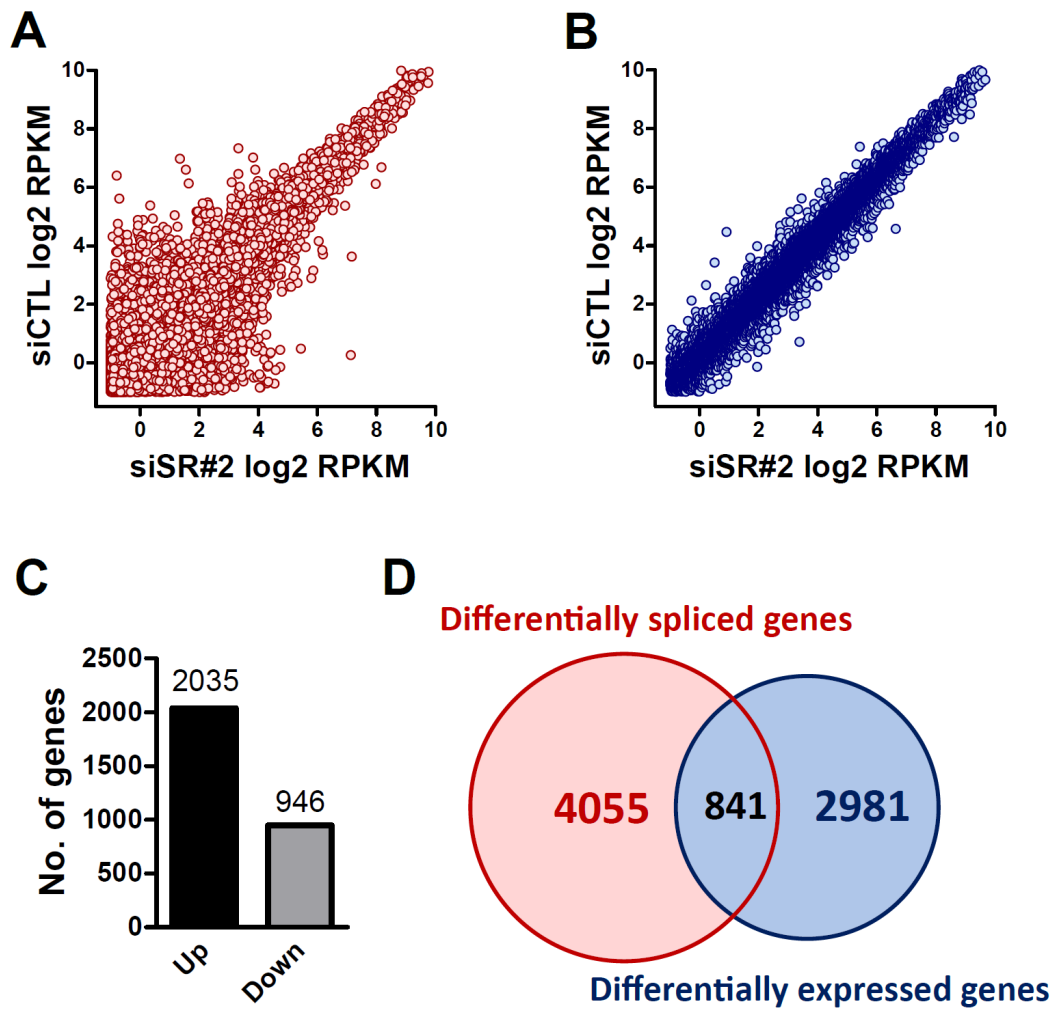 A
10
8
6
4
2
0
siCTL log2 RPKM
0 2 4 6 8 10
siSR#2 log2 RPKM
B
10
8
6
4
2
0
siCTL log2 RPKM
0 2 4 6 8 10
siSR#2 log2 RPKM
C
2500
2000
1500
1000
500
0
No. of genes
2035
946
Up
Down
D
Differentially spliced genes
4055 841 2981
Differentially expressed genes